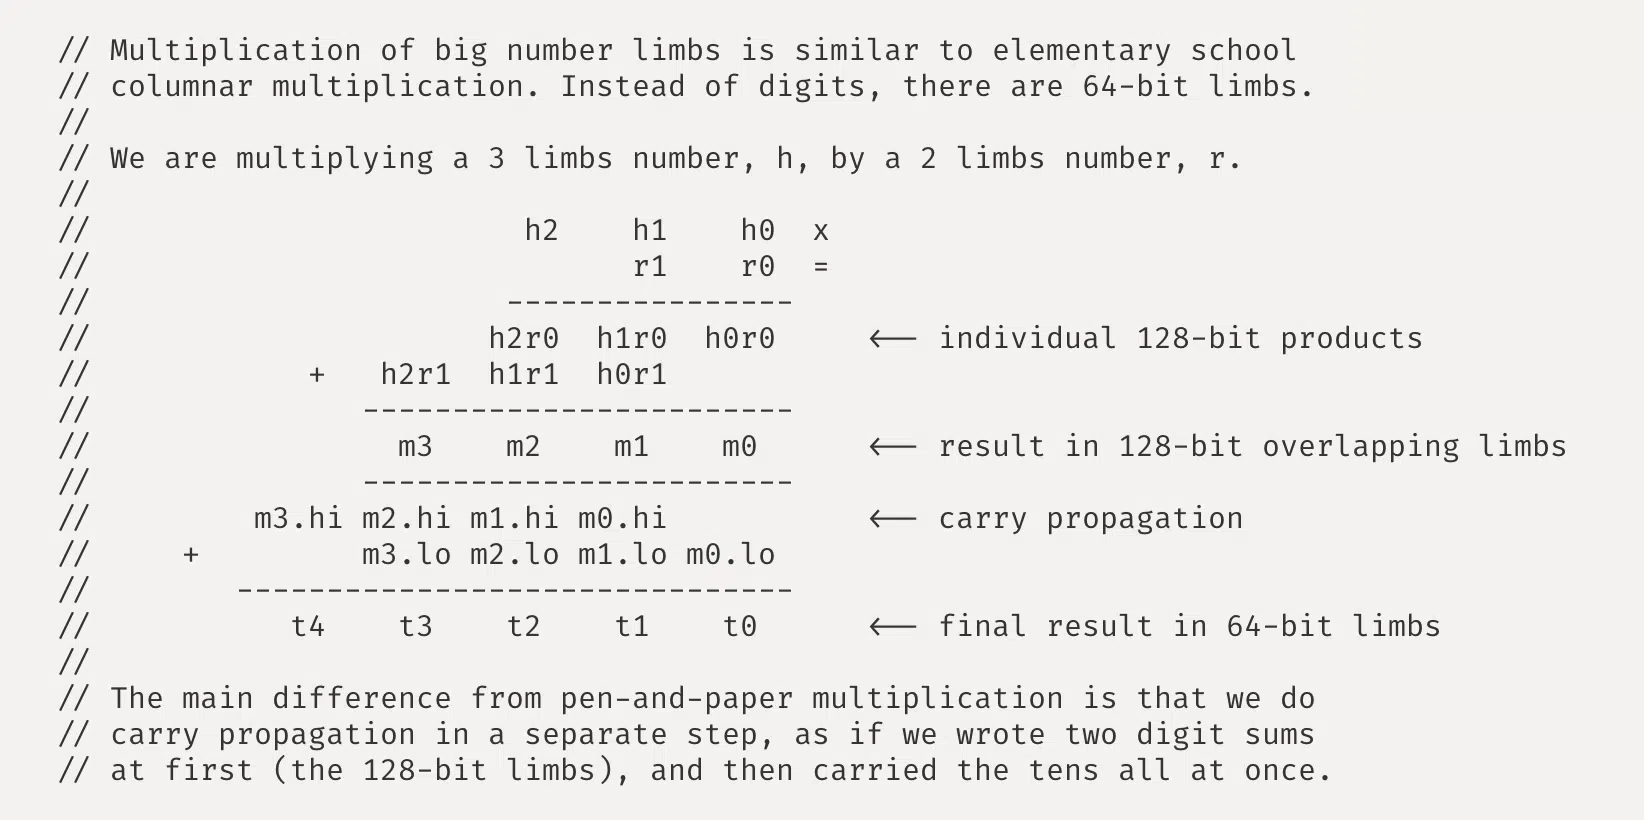 // Multiplication of big number limbs is similar to elementary school
// columnar multiplication. Instead of digits, there are 64-bit limbs.
//
// We are multiplying a 3 limbs number, h, by a 2 limbs number, r.
//
//                        h2    h1    h0  x
//                              r1    r0  =
//                       ----------------
//                      h2r0  h1r0  h0r0     <-- individual 128-bit products
//            +   h2r1  h1r1  h0r1
//               ------------------------
//                 m3    m2    m1    m0      <-- result in 128-bit overlapping limbs
//               ------------------------
//         m3.hi m2.hi m1.hi m0.hi           <-- carry propagation
//     +         m3.lo m2.lo m1.lo m0.lo
//        -------------------------------
//           t4    t3    t2    t1    t0      <-- final result in 64-bit limbs
//
// The main difference from pen-and-paper multiplication is that we do
// carry propagation in a separate step, as if we wrote two digit sums
// at first (the 128-bit limbs), and then carried the tens all at once.